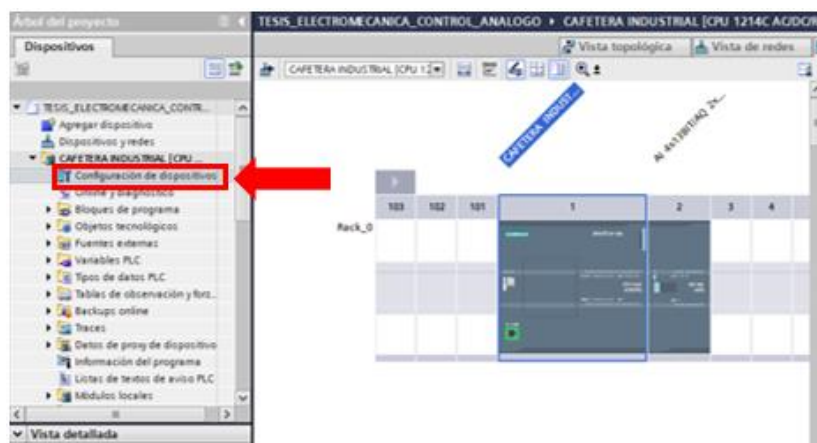 Árbol del proyecto
TESIS_ELECTROMECANICA_CONTROL_ANALOGO ▸ CAFETERA INDUSTRIAL [CPU 1214C AC/DC/R
Dispositivos
Vista topológica
Vista de redes
CAFETERA INDUSTRIAL [CPU 12
TESIS_ELECTROMECANICA_CONTR...
Agregar dispositivo
Dispositivos y redes
CAFETERA INDUSTRIAL [CPU ...
Configuración de dispositivos
Online y diagnóstico
Bloques de programa
Objetos tecnológicos
Fuentes externas
Variables PLC
Tipos de datos PLC
Tablas de observación y forz...
Backups online
Traces
Datos de proxy de dispositivo
Información del programa
Listas de textos de aviso PLC
Módulos locales
Vista detallada
CAFETERA INDUST...
AI 4x13BIT/AQ 2x...
103 102 101 1 2 3 4
Rack_0
SIEMENS